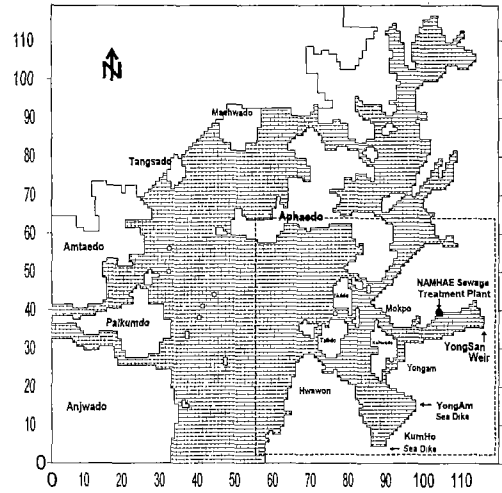 110
100
90
80
70
60
50
40
30
20
10
0
N
Maehwado
Tangsado
Aphaedo
Amtaedo
NAMHAE Sewage
Treatment Plant
Palkumdo
Mokpo
YongSan
Weir
Yongam
Hwawon
Anjwado
YongAm
Sea Dike
KumHo
Sea Dike
0 10 20 30 40 50 60 70 80 90 100 110